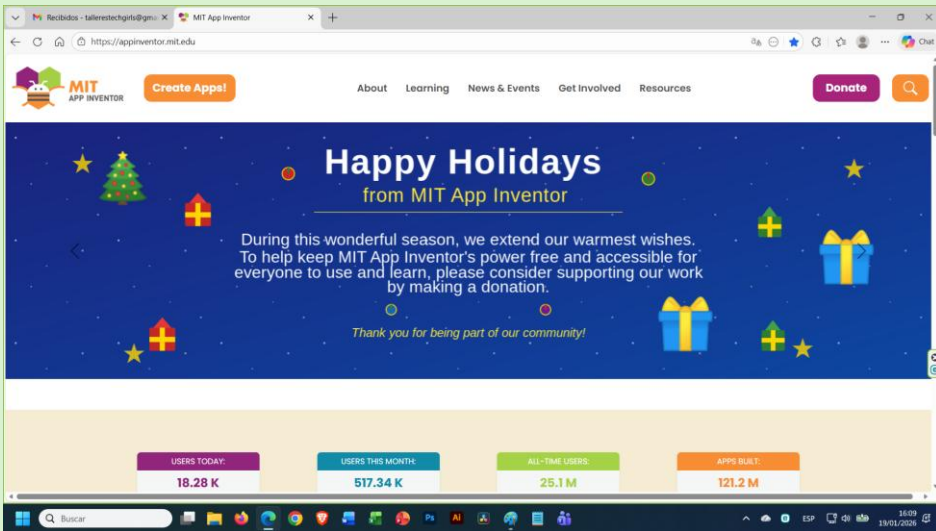 Recibidos - tallerestechgirls@gma
MIT App Inventor
https://appinventor.mit.edu
Chat
MIT
APP INVENTOR
Create Apps!
About
Learning
News & Events
Get Involved
Resources
Donate
Happy Holidays
from MIT App Inventor
During this wonderful season, we extend our warmest wishes.
To help keep MIT App Inventor's power free and accessible for
everyone to use and learn, please consider supporting our work
by making a donation.
Thank you for being part of our community!
USERS TODAY:
18.28 K
USERS THIS MONTH:
517.34 K
ALL-TIME USERS:
25.1 M
APPS BUILT:
121.2 M
Buscar
Ps
Ai
ESP
16:09
19/01/2026